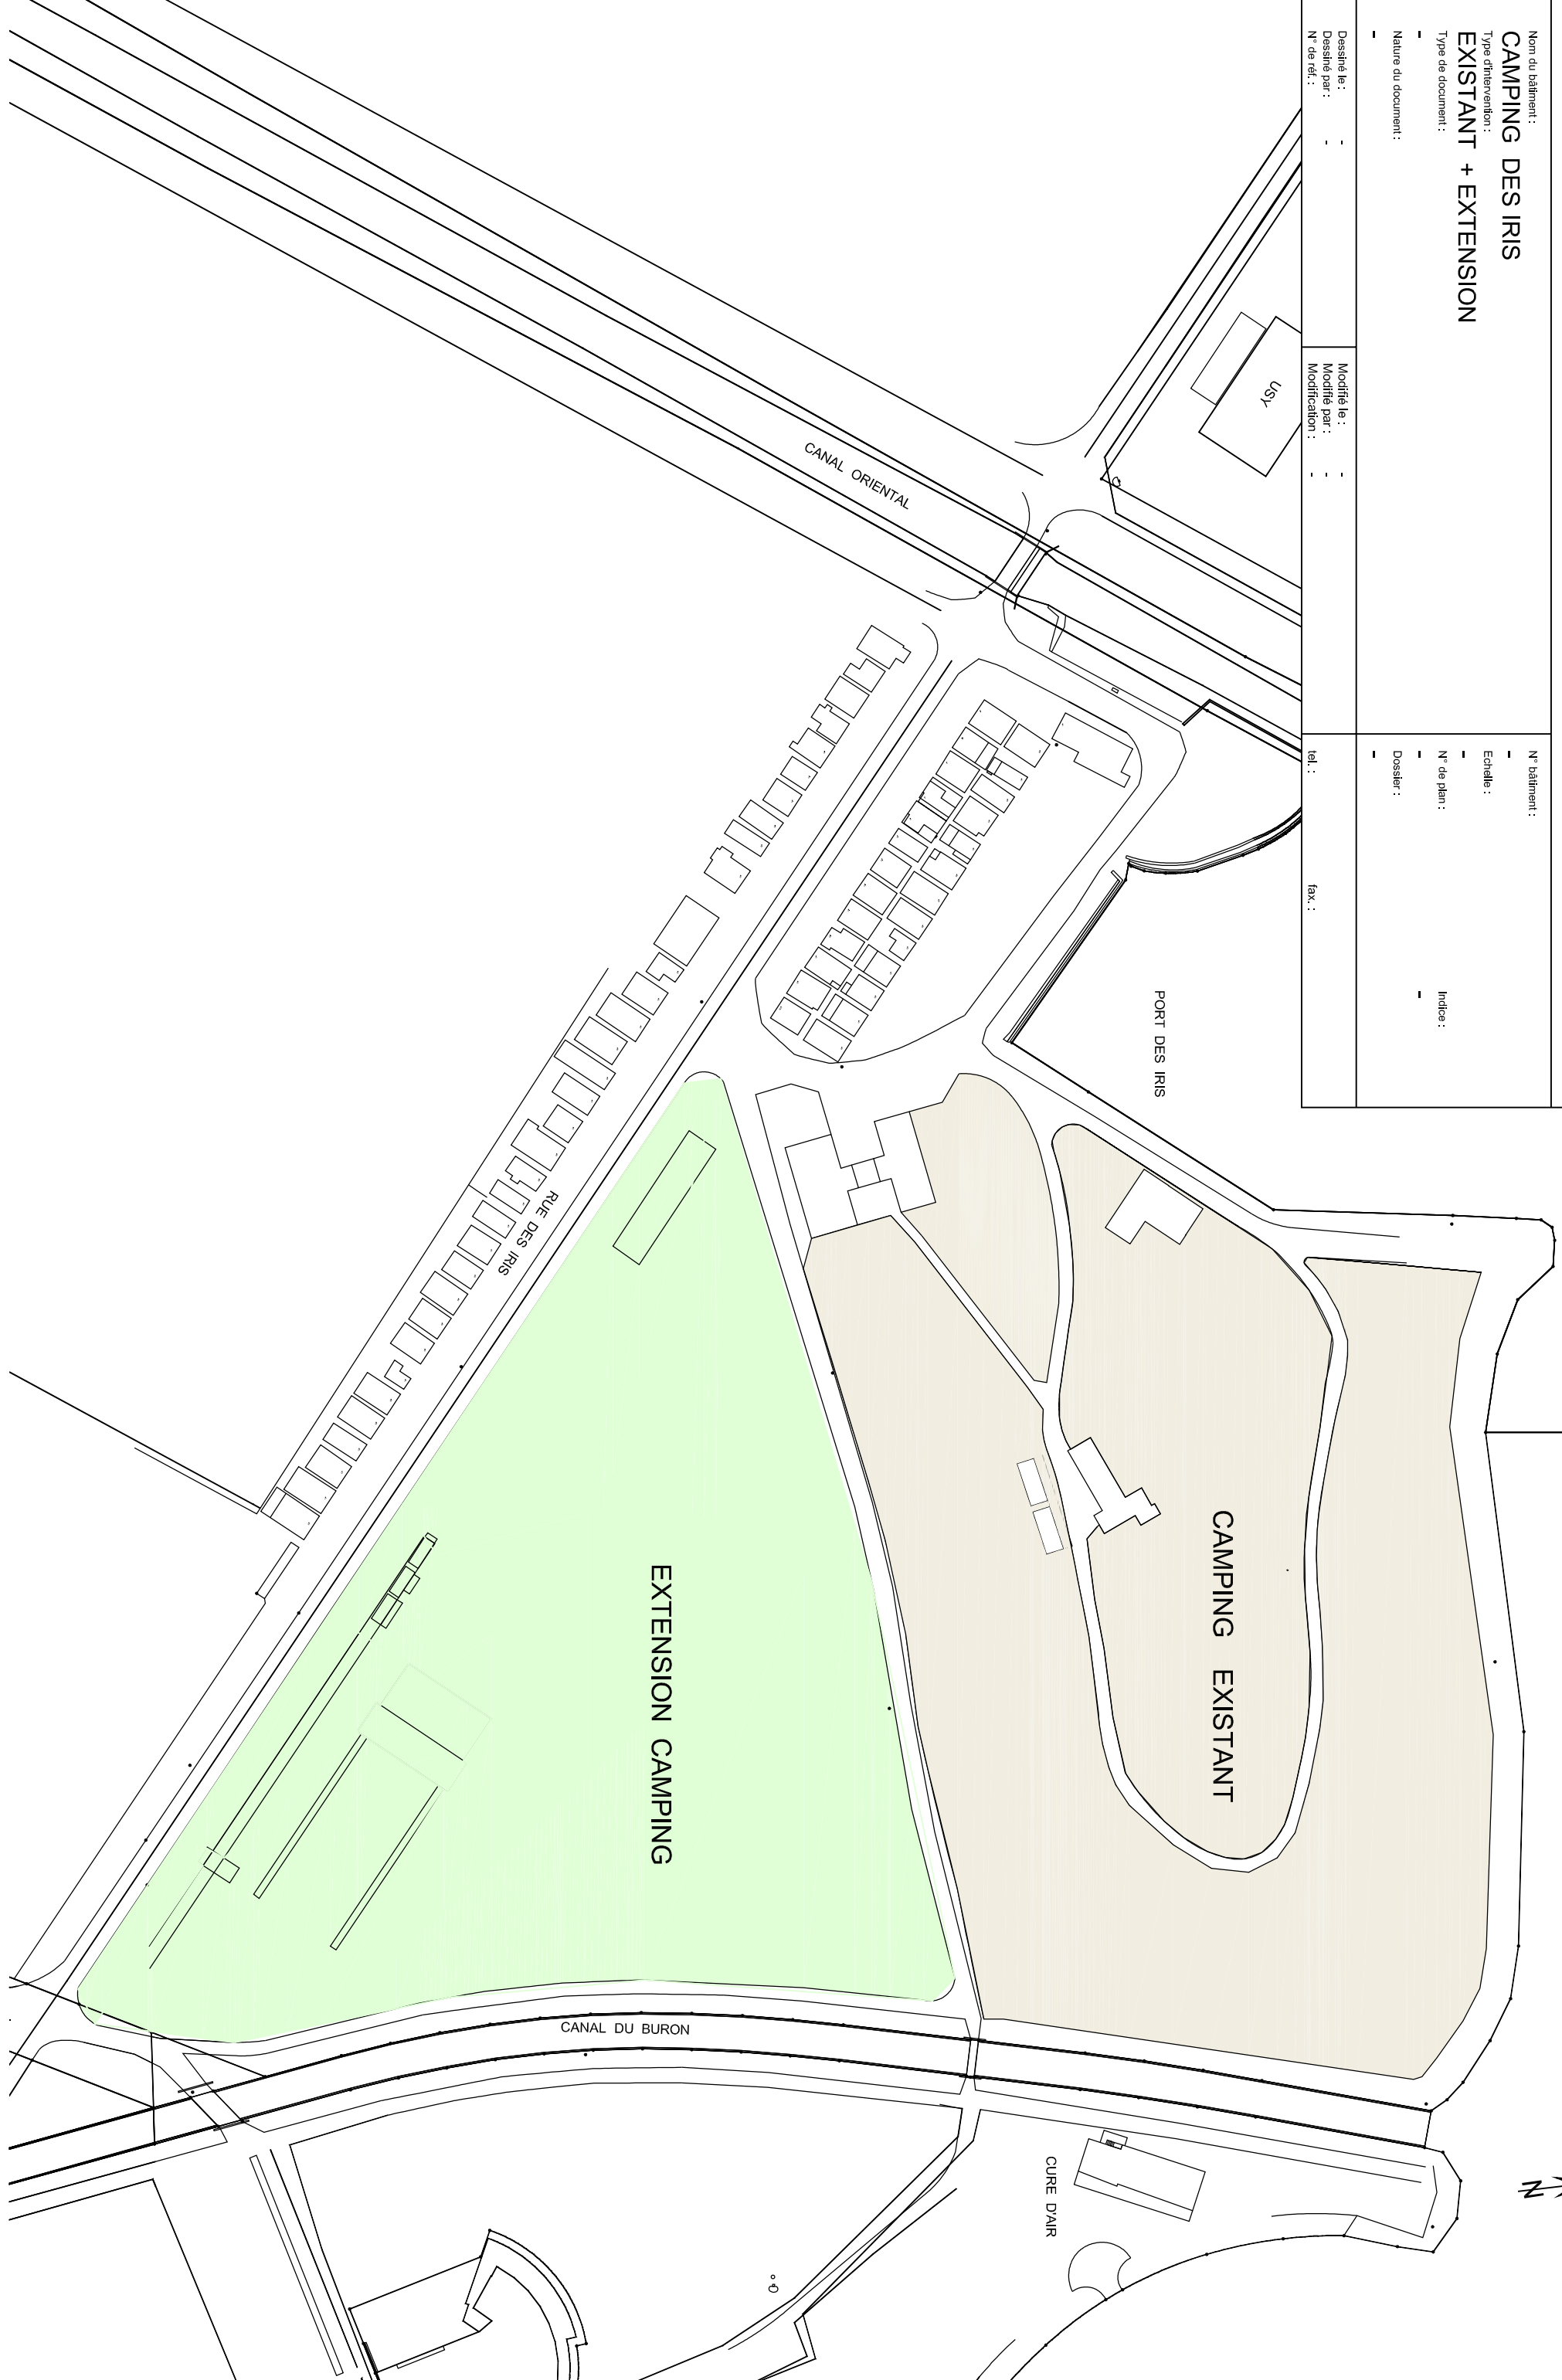 Nom du bâtiment :
CAMPING DES IRIS
Type d'intervention :
EXISTANT + EXTENSION
Type de document :
-
Nature du document :
-
Dessiné le : -
Dessiné par : -
N° de réf. :
Modifié le : -
Modifié par : -
Modification : -
N° bâtiment :
-
Echelle :
-
N° de plan :
-
Indice :
-
Dossier :
-
tel. :
fax. :
USY
CANAL ORIENTAL
PORT DES IRIS
RUE DES IRIS
CAMPING EXISTANT
EXTENSION CAMPING
CANAL DU BURON
CURE D'AIR
N